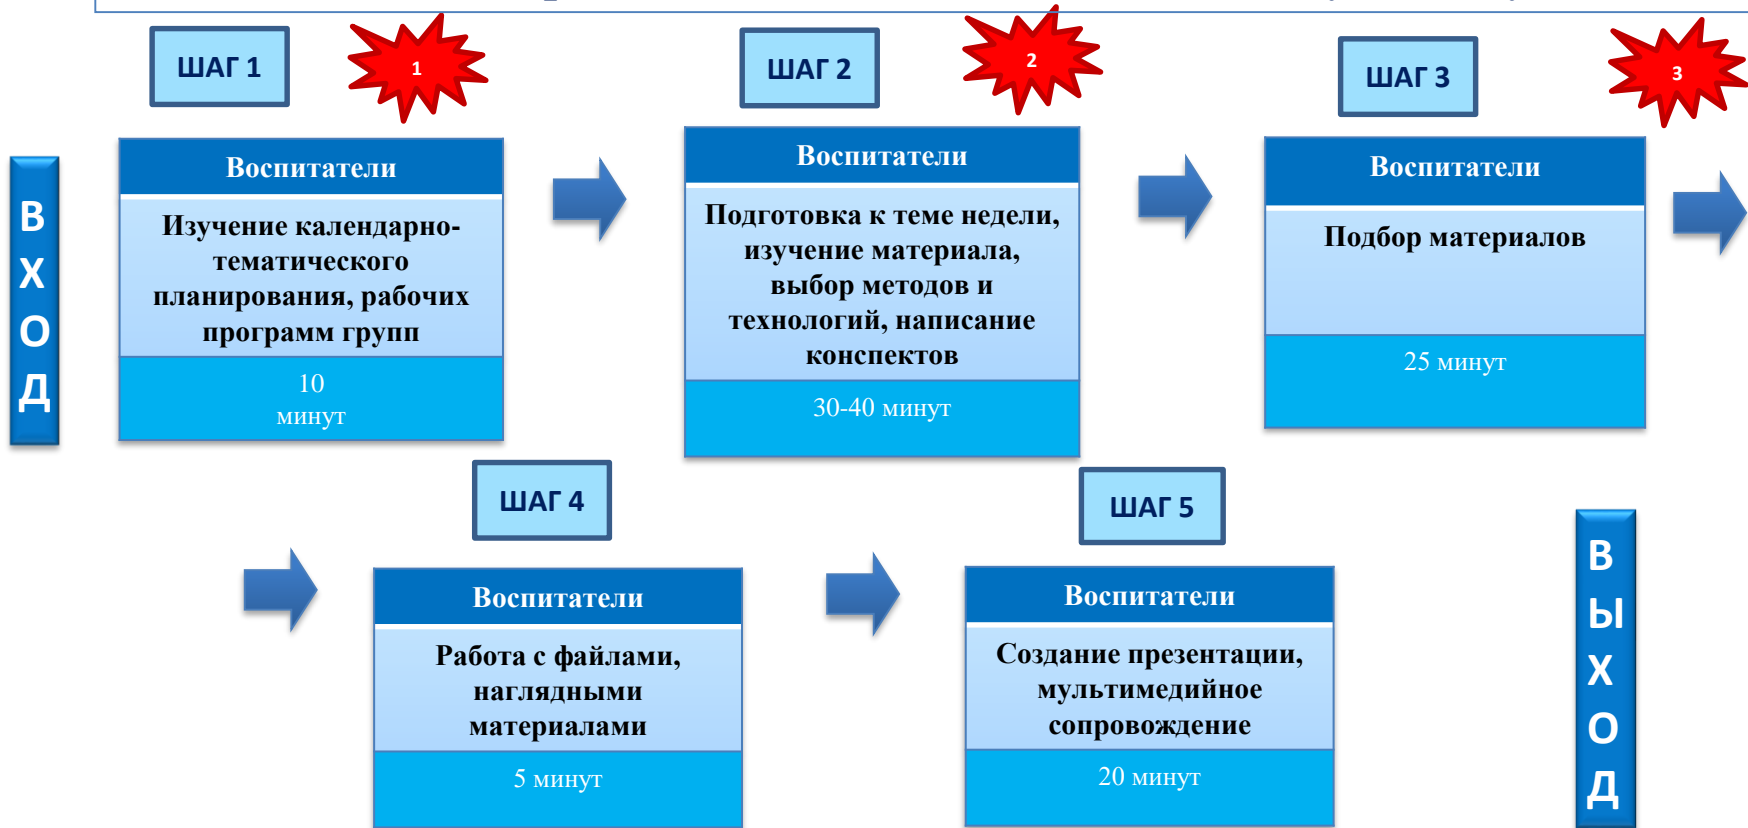 ШАГ 1
1
ШАГ 2
2
ШАГ 3
3
ВХОД
Воспитатели
Изучение календарно-
тематического
планирования, рабочих
программ групп
10
минут
Воспитатели
Подготовка к теме недели,
изучение материала,
выбор методов и
технологий, написание
конспектов
30-40 минут
Воспитатели
Подбор материалов
25 минут
ШАГ 4
Воспитатели
Работа с файлами,
наглядными
материалами
5 минут
ШАГ 5
Воспитатели
Создание презентации,
мультимедийное
сопровождение
20 минут
ВЫХОД